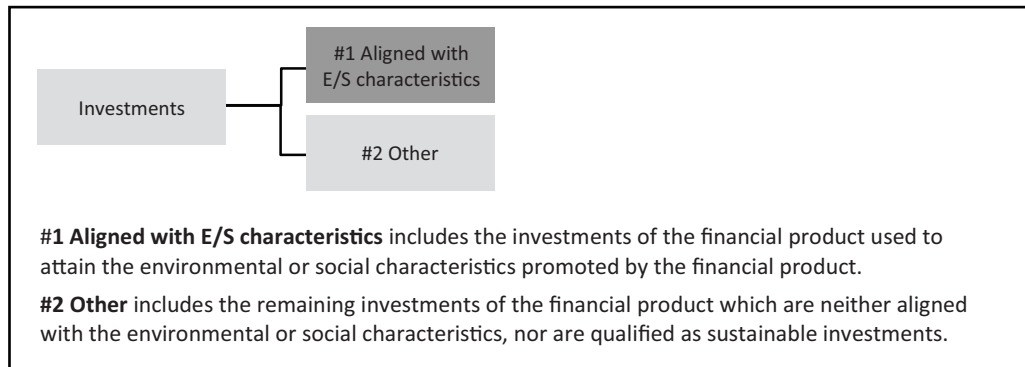 #1 Aligned with
E/S characteristics
Investments
#2 Other
#1 Aligned with E/S characteristics includes the investments of the financial product used to
attain the environmental or social characteristics promoted by the financial product.
#2 Other includes the remaining investments of the financial product which are neither aligned
with the environmental or social characteristics, nor are qualified as sustainable investments.